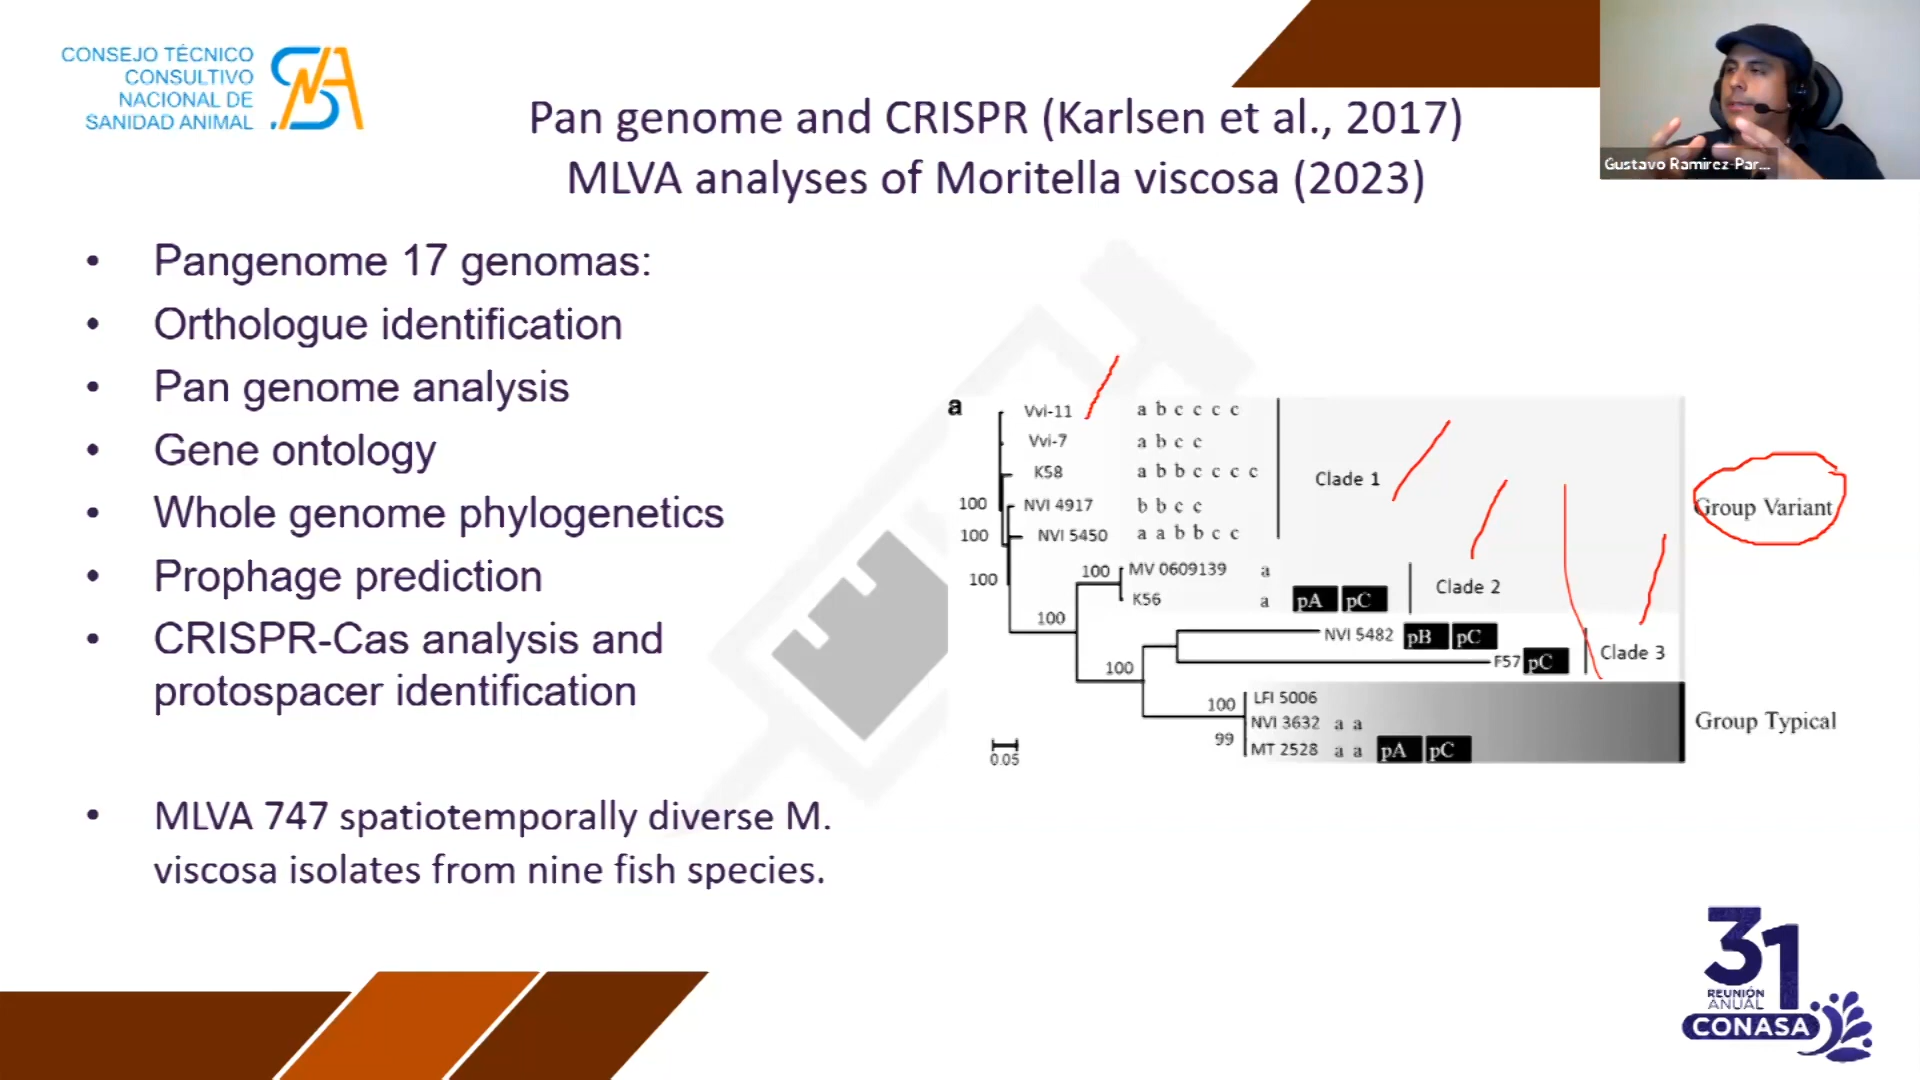 CONSEJO TÉCNICO
CONSULTIVO
NACIONAL DE
SANIDAD ANIMAL
Pan genome and CRISPR (Karlsen et al., 2017)
MLVA analyses of Moritella viscosa (2023)
Gustavo Ramirez-Par...
• Pangenome 17 genomas:
• Orthologue identification
• Pan genome analysis
• Gene ontology
• Whole genome phylogenetics
• Prophage prediction
• CRISPR-Cas analysis and
protospacer identification
• MLVA 747 spatiotemporally diverse M.
viscosa isolates from nine fish species.
a
Vvi-11 a b c c c c
Vvi-7 a b c c
K58 a b b c c c c
Clade 1
100 NVI 4917 b b c c
Group Variant
100 NVI 5450 a a b b c c
100
100 MV 0609139 a
K56 a pA pC
Clade 2
100
NVI 5482 pB pC
F57 pC
Clade 3
100
100 LFI 5006
NVI 3632 a a
99 MT 2528 a a pA pC
Group Typical
0.05
31
REUNIÓN
ANUAL
CONASA